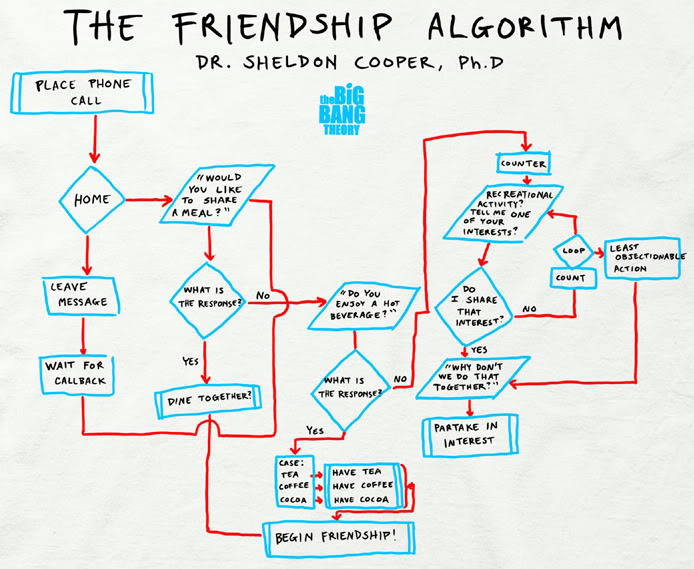 THE FRIENDSHIP ALGORITHM
DR. SHELDON COOPER, Ph.D
the BiG
BANG
THEORY
PLACE PHONE
CALL
HOME
LEAVE
MESSAGE
WAIT FOR
CALLBACK
"WOULD
YOU LIKE
TO SHARE
A MEAL?"
WHAT IS
THE RESPONSE?
NO
YES
DINE TOGETHER?
"DO YOU
ENJOY A HOT
BEVERAGE?"
WHAT IS
THE RESPONSE?
NO
YES
CASE:
TEA
COFFEE
COCOA
HAVE TEA
HAVE COFFEE
HAVE COCOA
BEGIN FRIENDSHIP!
COUNTER
RECREATIONAL
ACTIVITY?
TELL ME ONE
OF YOUR
INTERESTS?
LOOP
COUNT
LEAST
OBJECTIONABLE
ACTION
DO
I SHARE
THAT
INTEREST?
NO
YES
"WHY DON'T
WE DO THAT
TOGETHER?"
PARTAKE IN
INTEREST